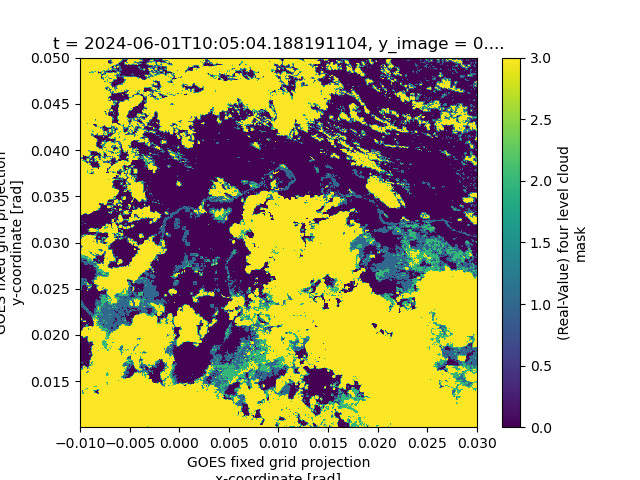 t = 2024-06-01T10:05:04.188191104, y_image = 0....
0.050
0.045
0.040
0.035
0.030
0.025
0.020
0.015
GOES fixed grid projection
y-coordinate [rad]
−0.010 −0.005 0.000 0.005 0.010 0.015 0.020 0.025 0.030
GOES fixed grid projection
x-coordinate [rad]
3.0
2.5
2.0
1.5
1.0
0.5
0.0
(Real-Value) four level cloud
mask